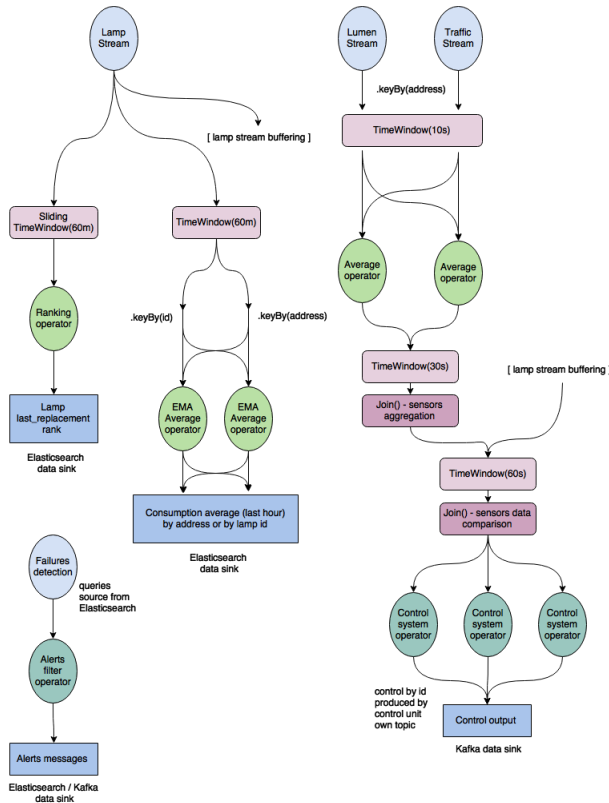 Lamp
Stream
[ lamp stream buffering ]
Sliding
TimeWindow(60m)
TimeWindow(60m)
Ranking
operator
.keyBy(id)
.keyBy(address)
Lamp
last_replacement
rank
Elasticsearch
data sink
EMA
Average
operator
EMA
Average
operator
Consumption average (last hour)
by address or by lamp id
Elasticsearch
data sink
Failures
detection
queries
source from
Elasticsearch
Alerts
filter
operator
Alerts messages
Elasticsearch / Kafka
data sink
Lumen
Stream
Traffic
Stream
.keyBy(address)
TimeWindow(10s)
Average
operator
Average
operator
TimeWindow(30s)
[ lamp stream buffering ]
Join() - sensors
aggregation
TimeWindow(60s)
Join() - sensors data
comparison
Control
system
operator
Control
system
operator
Control
system
operator
control by id
produced by
control unit
own topic
Control output
Kafka data sink